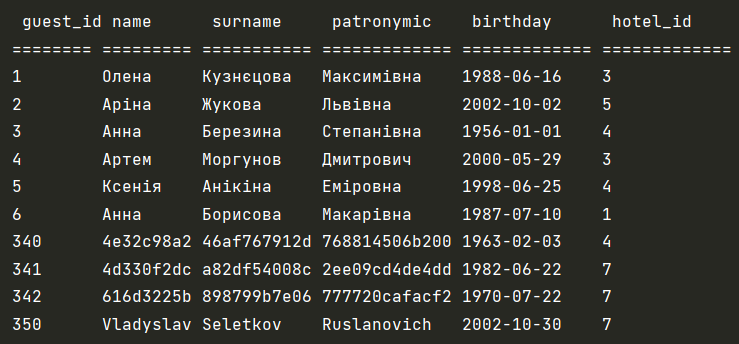 guest_id name surname patronymic birthday hotel_id
======== ========= =========== ============= ============= =============
1 Олена Кузнєцова Максимівна 1988-06-16 3
2 Аріна Жукова Львівна 2002-10-02 5
3 Анна Березина Степанівна 1956-01-01 4
4 Артем Моргунов Дмитрович 2000-05-29 3
5 Ксенія Анікіна Еміровна 1998-06-25 4
6 Анна Борисова Макарівна 1987-07-10 1
340 4e32c98a2 46af767912d 768814506b200 1963-02-03 4
341 4d330f2dc a82df54008c 2ee09cd4de4dd 1982-06-22 7
342 616d3225b 898799b7e06 777720cafacf2 1970-07-22 7
350 Vladyslav Seletkov Ruslanovich 2002-10-30 7